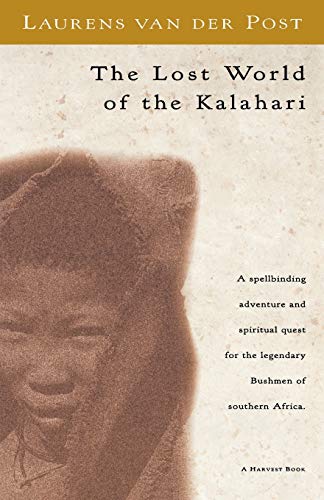 LAURENS VAN DER POST
The Lost World
of the Kalahari
A spellbinding
adventure and
spiritual quest
for the legendary
Bushmen of
southern Africa.
A HARVEST BOOK